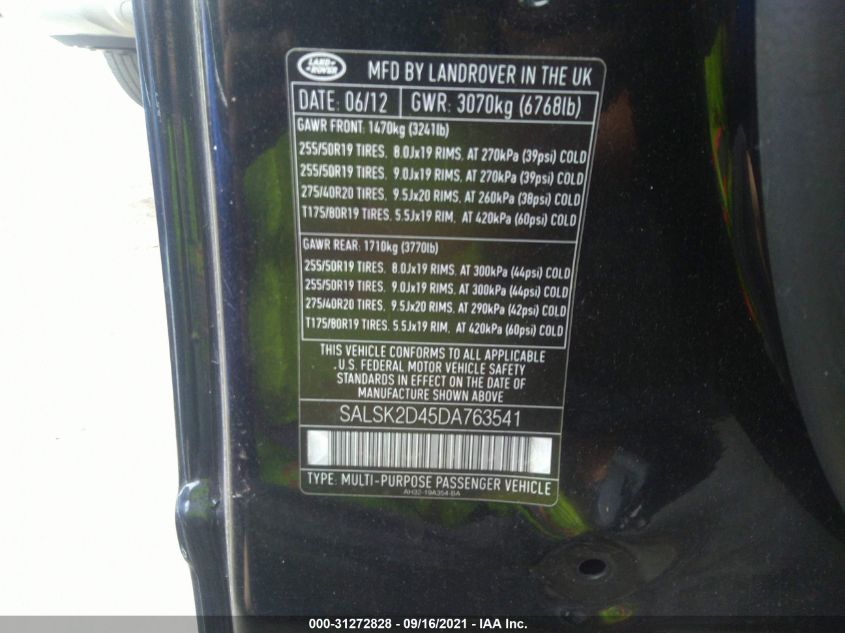 LAND
ROVER
MFD BY LANDROVER IN THE UK
DATE: 06/12 GWR: 3070kg (6768lb)
GAWR FRONT: 1470kg (3241lb)
255/50R19 TIRES, 8.0Jx19 RIMS, AT 270kPa (39psi) COLD
255/50R19 TIRES, 9.0Jx19 RIMS, AT 270kPa (39psi) COLD
275/40R20 TIRES, 9.5Jx20 RIMS, AT 260kPa (38psi) COLD
T175/80R19 TIRES, 5.5Jx19 RIM, AT 420kPa (60psi) COLD
GAWR REAR: 1710kg (3770lb)
255/50R19 TIRES, 8.0Jx19 RIMS, AT 300kPa (44psi) COLD
255/50R19 TIRES, 9.0Jx19 RIMS, AT 300kPa (44psi) COLD
275/40R20 TIRES, 9.5Jx20 RIMS, AT 290kPa (42psi) COLD
T175/80R19 TIRES, 5.5Jx19 RIM, AT 420kPa (60psi) COLD
THIS VEHICLE CONFORMS TO ALL APPLICABLE
.U.S. FEDERAL MOTOR VEHICLE SAFETY
STANDARDS IN EFFECT ON THE DATE OF
MANUFACTURE SHOWN ABOVE
SALSK2D45DA763541
TYPE: MULTI-PURPOSE PASSENGER VEHICLE
AH32-19A354-BA
000-31272828 - 09/16/2021 - IAA Inc.